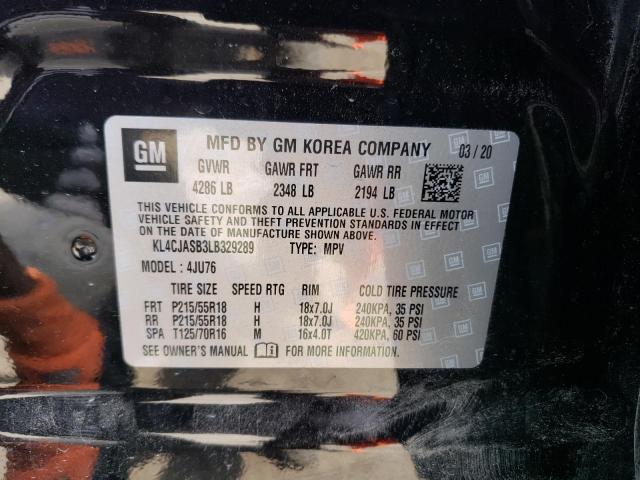 GM MFD BY GM KOREA COMPANY 03/20
GVWR GAWR FRT GAWR RR
4286 LB 2348 LB 2194 LB
THIS VEHICLE CONFORMS TO ALL APPLICABLE U.S. FEDERAL MOTOR
VEHICLE SAFETY AND THEFT PREVENTION STANDARDS IN EFFECT
ON THE DATE OF MANUFACTURE SHOWN ABOVE.
KL4CJASB3LB329289 TYPE: MPV
MODEL : 4JU76
TIRE SIZE SPEED RTG RIM COLD TIRE PRESSURE
FRT P215/55R18 H 18x7.0J 240KPA, 35 PSI
RR P215/55R18 H 18x7.0J 240KPA, 35 PSI
SPA T125/70R16 M 16x4.0T 420KPA, 60 PSI
SEE OWNER'S MANUAL FOR MORE INFORMATION.